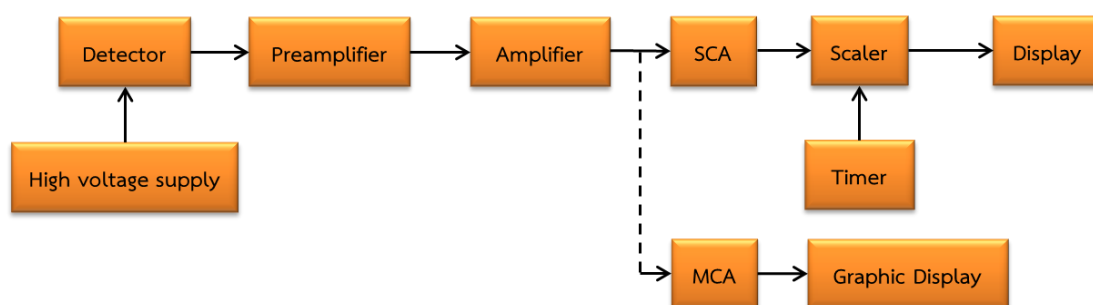 Detector
Preamplifier
Amplifier
SCA
Scaler
Display
High voltage supply
Timer
MCA
Graphic Display